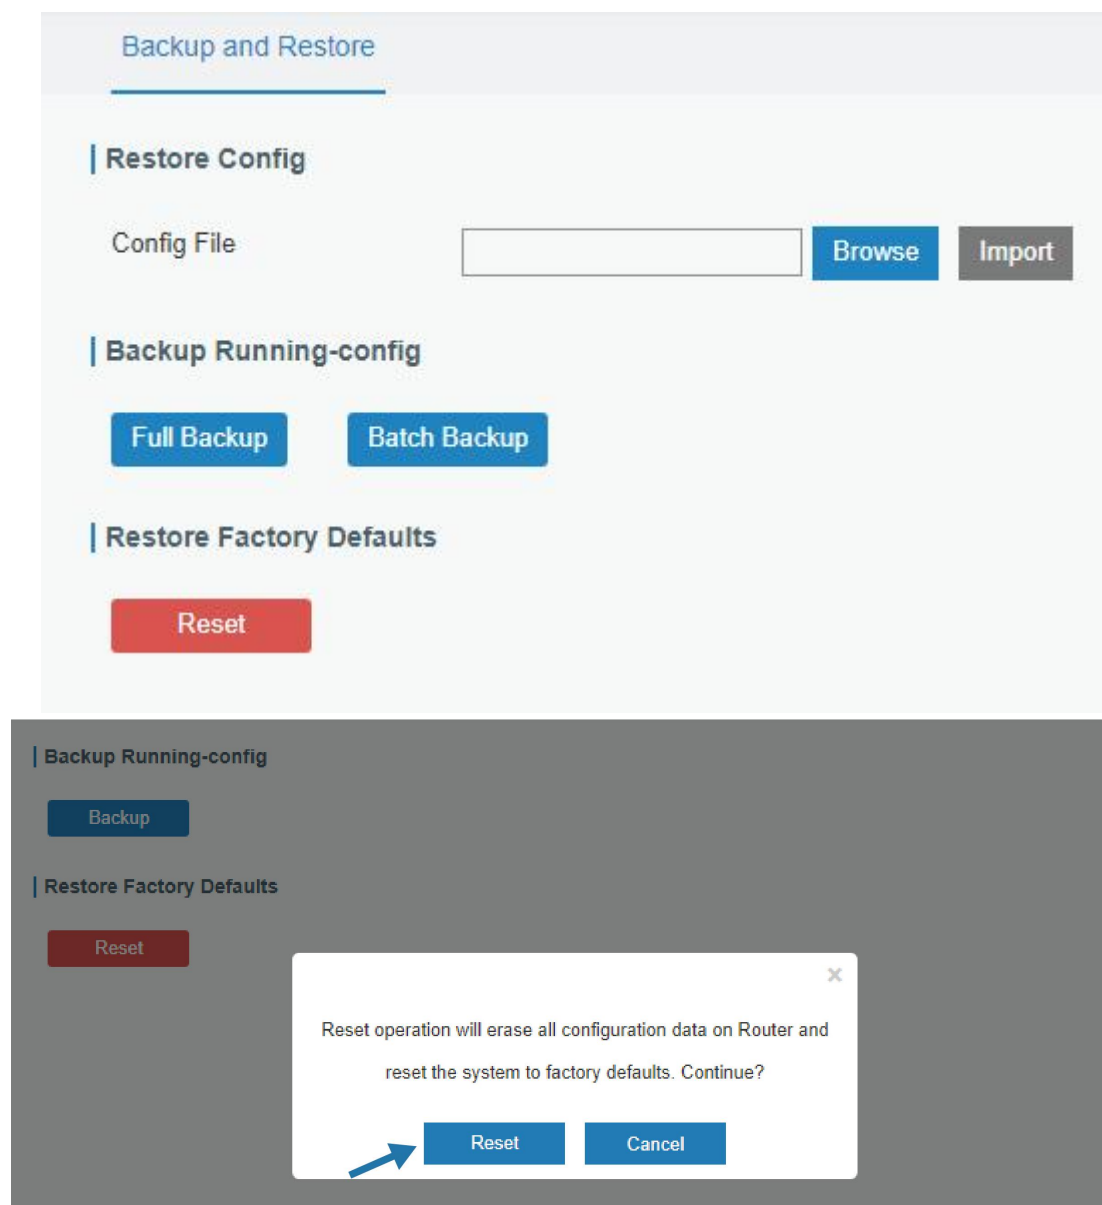 Backup and Restore
Restore Config
Config File
Browse
Import
Backup Running-config
Full Backup
Batch Backup
Restore Factory Defaults
Reset
Backup Running-config
Backup
Restore Factory Defaults
Reset
×
Reset operation will erase all configuration data on Router and
reset the system to factory defaults. Continue?
Reset
Cancel